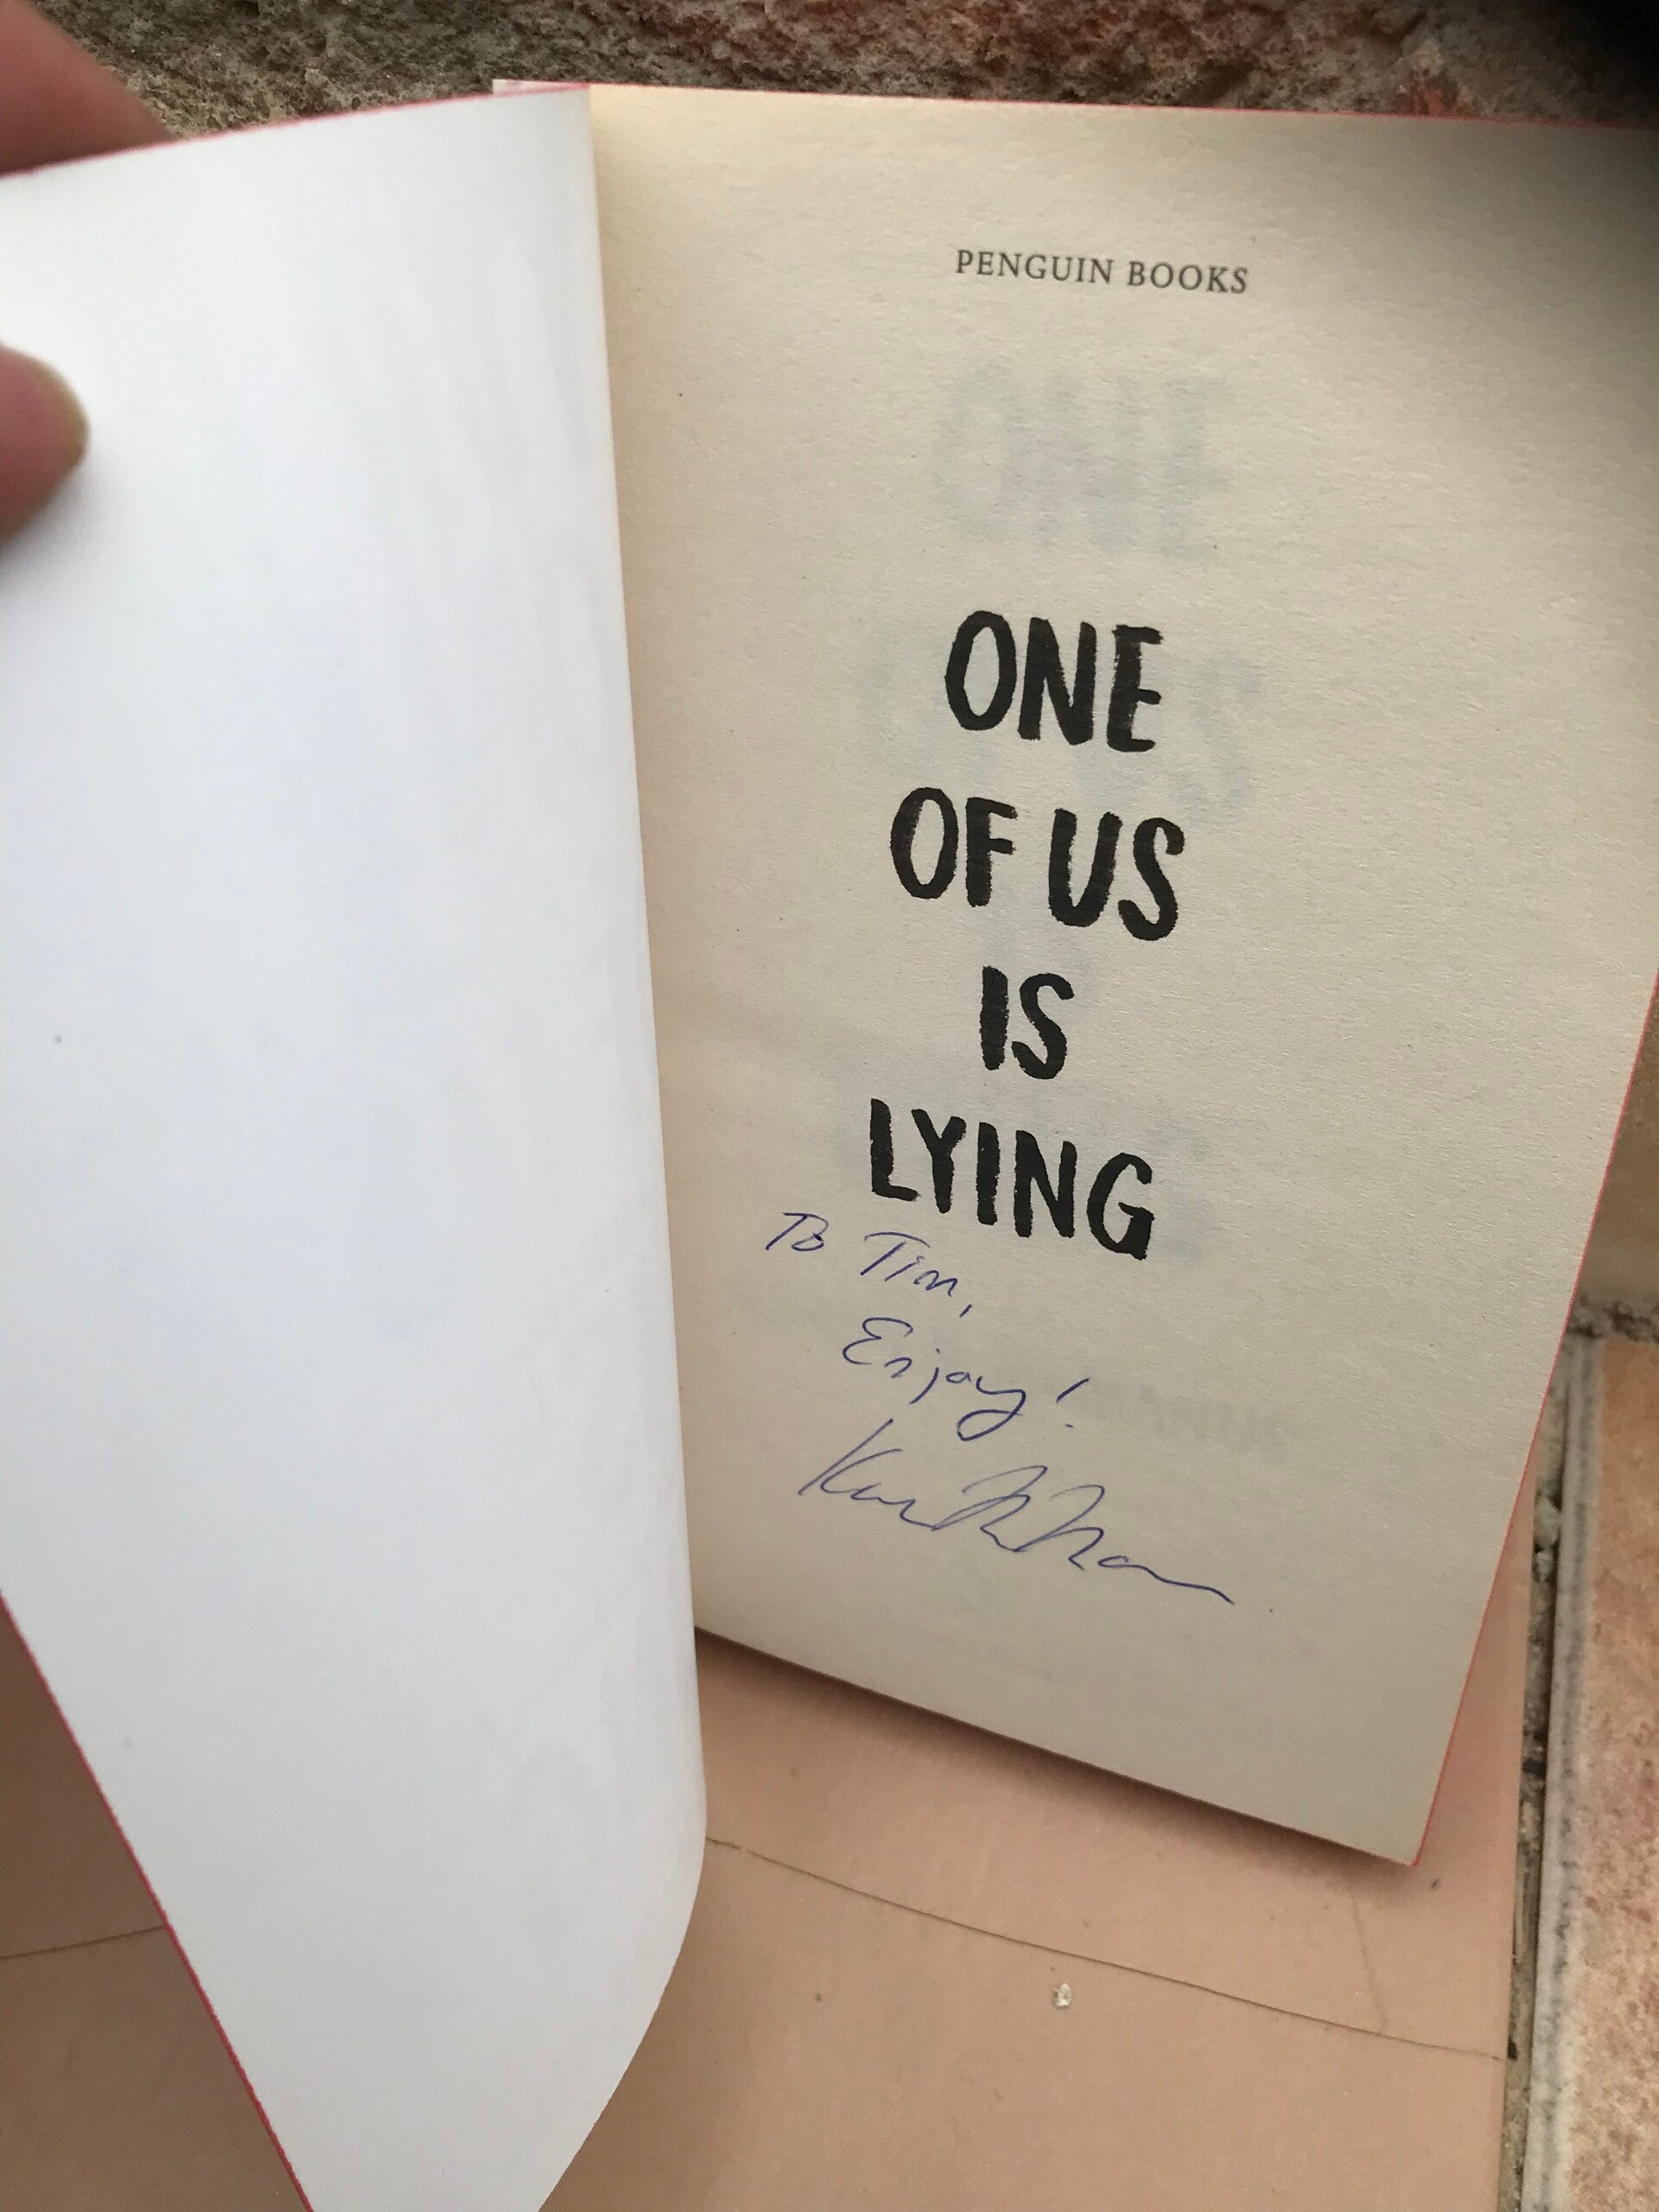 PENGUIN BOOKS
ONE
OF US
IS
LYING
To Tim,
Enjoy!